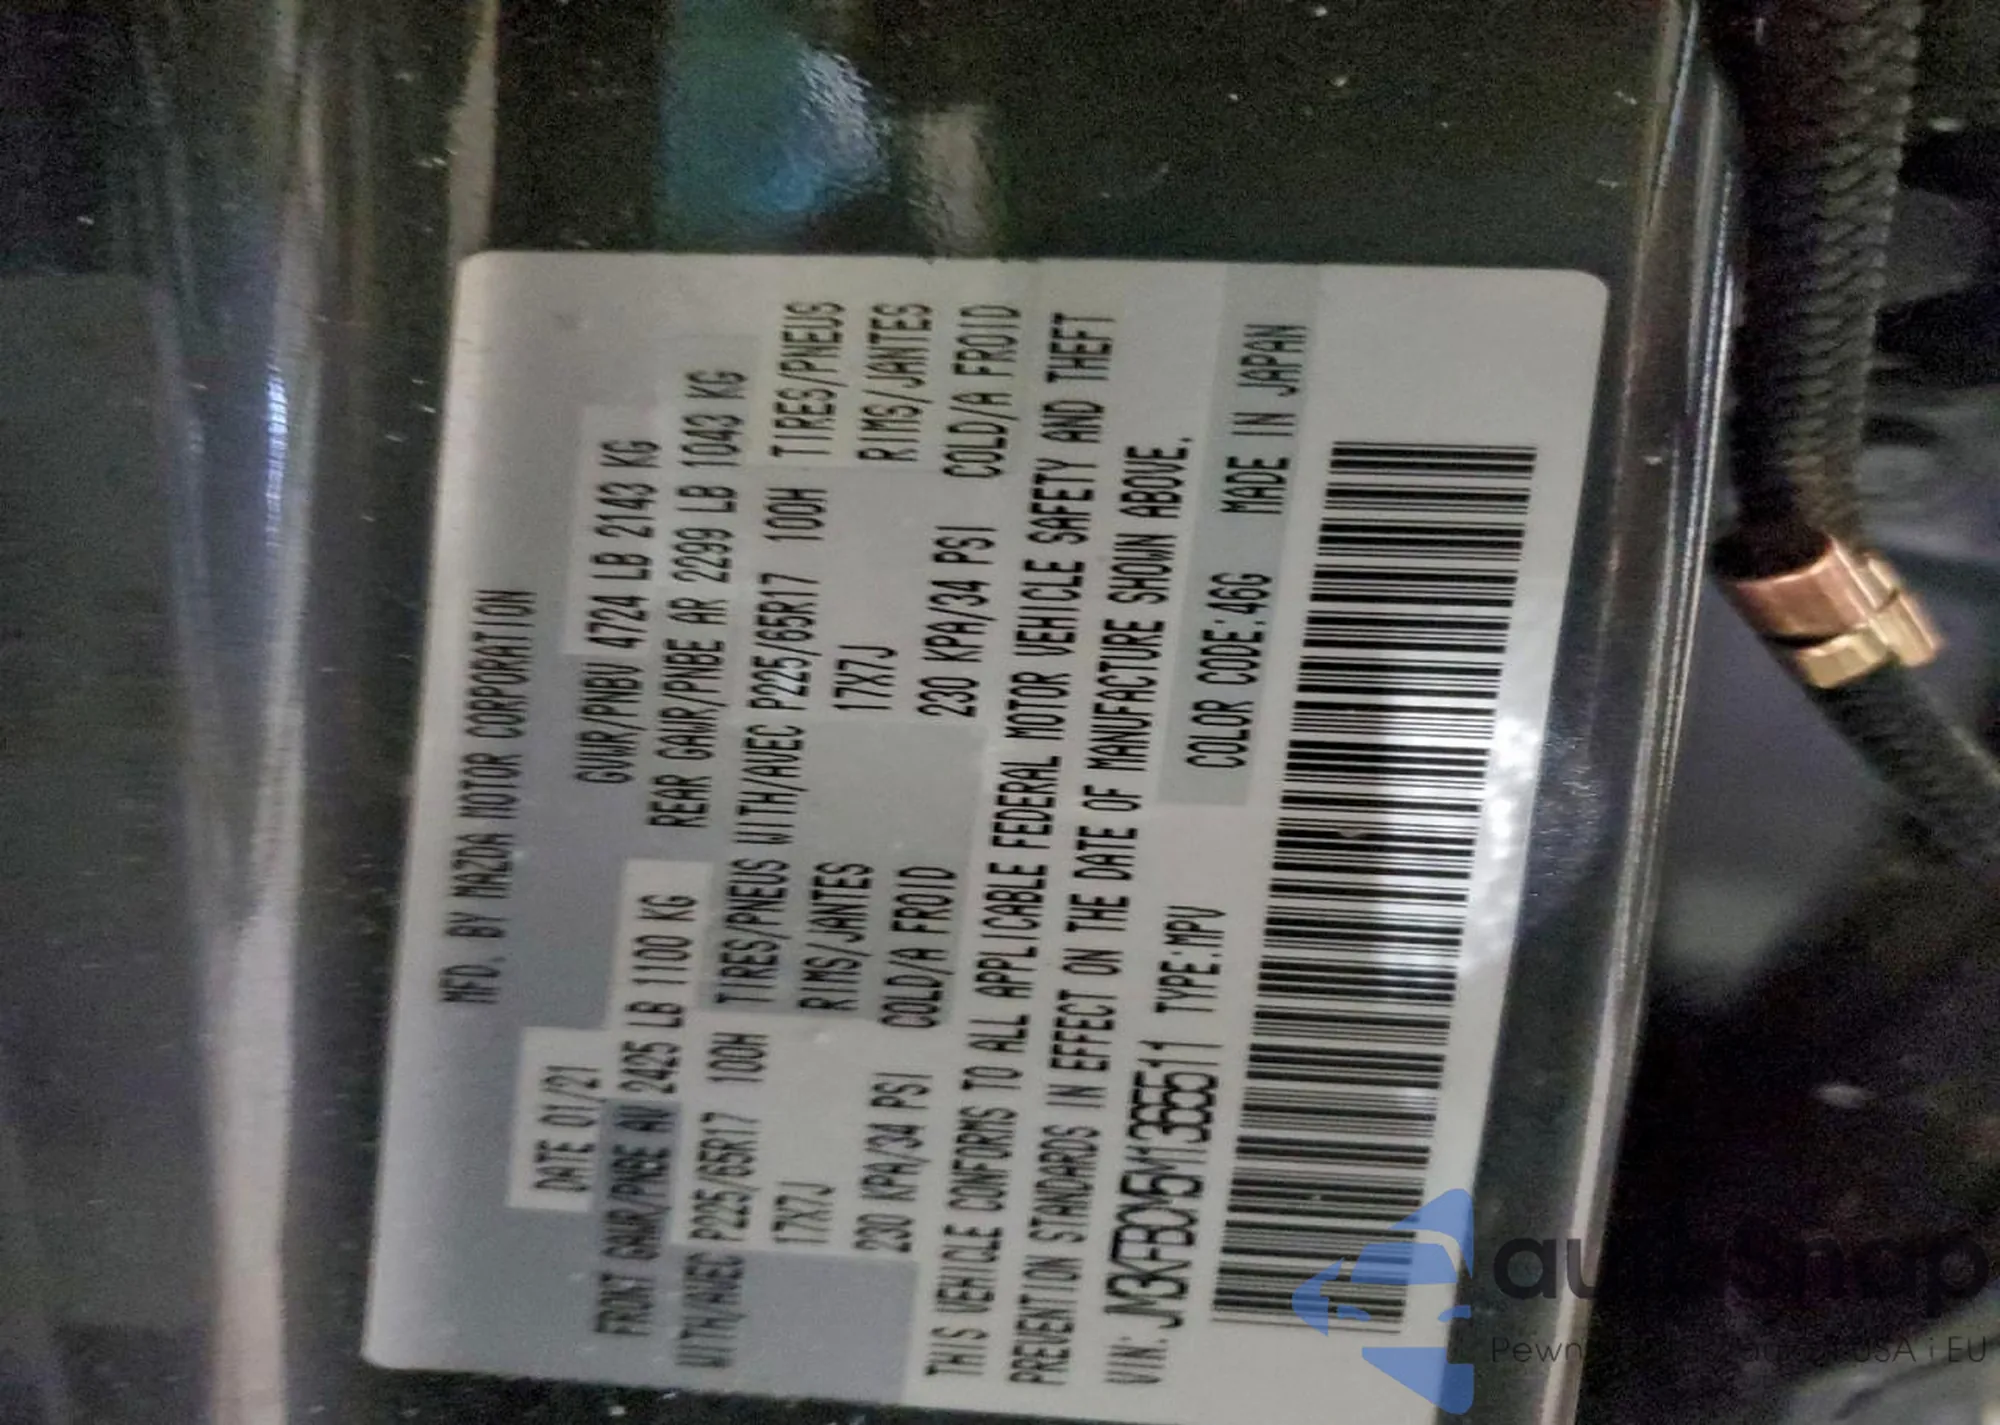 MFD. BY MAZDA MOTOR CORPORATION
DATE 01/21 GVWR/PNBV 4724 LB 2143 KG
FRONT GAWR/PNBE AV 2425 LB 1100 KG REAR GAWR/PNBE AR 2299 LB 1043 KG
WITH/AVEC P225/65R17 100H TIRES/PNEUS WITH/AVEC P225/65R17 100H TIRES/PNEUS
17X7J RIMS/JANTES 17X7J RIMS/JANTES
230 KPA/34 PSI COLD/A FROID 230 KPA/34 PSI COLD/A FROID
THIS VEHICLE CONFORMS TO ALL APPLICABLE FEDERAL MOTOR VEHICLE SAFETY AND THEFT
PREVENTION STANDARDS IN EFFECT ON THE DATE OF MANUFACTURE SHOWN ABOVE.
VIN: TYPE:MPV COLOR CODE:46G MADE IN JAPAN
autosnap
USA i EU